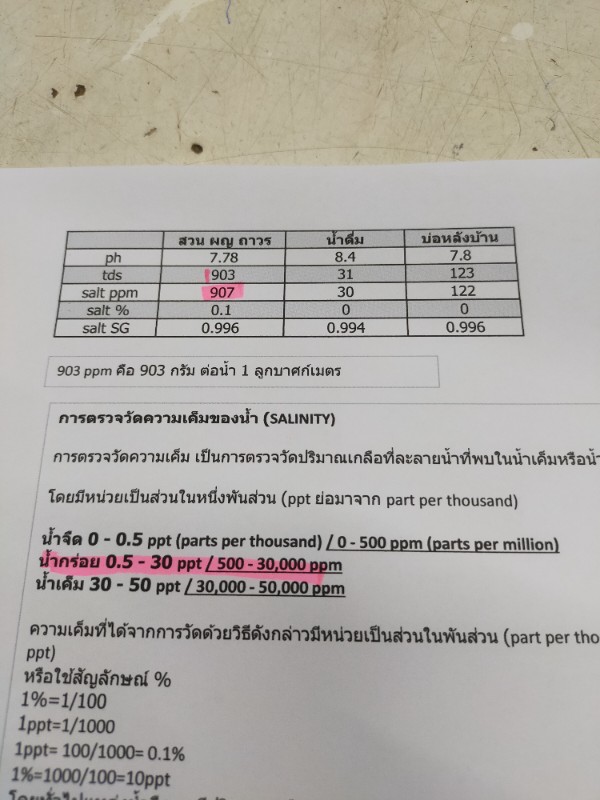 สวน ผญ ถาวร น้ำดื่ม บ่อหลังบ้าน
ph 7.78 8.4 7.8
tds 903 31 123
salt ppm 907 30 122
salt % 0.1 0 0
salt SG 0.996 0.994 0.996
903 ppm คือ 903 กรัม ต่อน้ำ 1 ลูกบาศก์เมตร
การตรวจวัดความเค็มของน้ำ (SALINITY)
การตรวจวัดความเค็ม เป็นการตรวจวัดปริมาณเกลือที่ละลายน้ำที่พบในน้ำเค็มหรือน้ำ
โดยมีหน่วยเป็นส่วนในหนึ่งพันส่วน (ppt ย่อมาจาก part per thousand)
น้ำจืด 0 - 0.5 ppt (parts per thousand) / 0 - 500 ppm (parts per million)
น้ำกร่อย 0.5 - 30 ppt / 500 - 30,000 ppm
น้ำเค็ม 30 - 50 ppt / 30,000 - 50,000 ppm
ความเค็มที่ได้จากการวัดด้วยวิธีดังกล่าวมีหน่วยเป็นส่วนในพันส่วน (part per tho
ppt)
หรือใช้สัญลักษณ์ %
1%=1/100
1ppt=1/1000
1ppt= 100/1000= 0.1%
1%=1000/100=10ppt